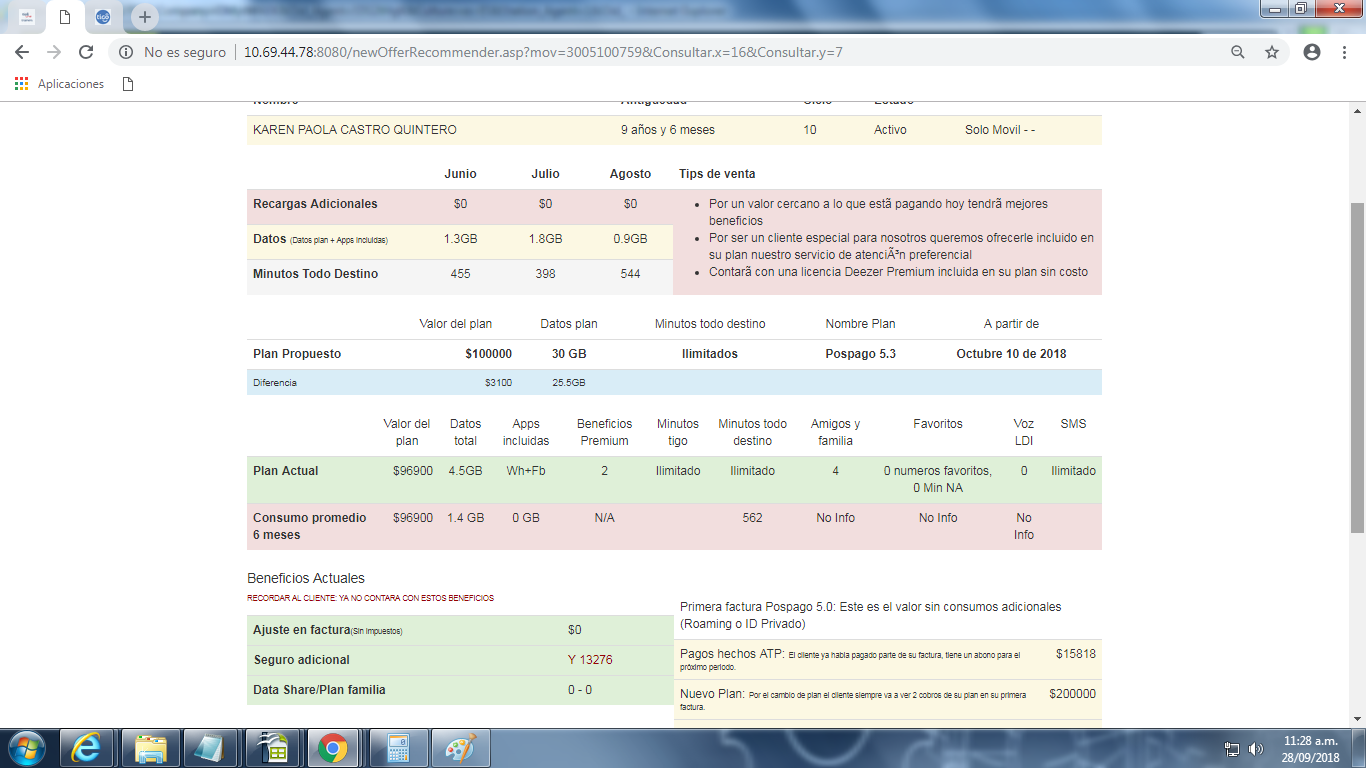 No es seguro | 10.69.44.78:8080/newOfferRecommender.asp?mov=3005100759&Consultar.x=16&Consultar.y=7
Aplicaciones
Nombre Antigüedad Ciclo Estado
KAREN PAOLA CASTRO QUINTERO 9 años y 6 meses 10 Activo Solo Movil - -
Junio Julio Agosto Tips de venta
Recargas Adicionales $0 $0 $0
Datos (Datos plan + Apps Incluidas) 1.3GB 1.8GB 0.9GB
Minutos Todo Destino 455 398 544
• Por un valor cercano a lo que estã pagando hoy tendrã mejores
beneficios
• Por ser un cliente especial para nosotros queremos ofrecerle incluido en
su plan nuestro servicio de atenciÃ³n preferencial
• Contarã con una licencia Deezer Premium incluida en su plan sin costo
Valor del plan Datos plan Minutos todo destino Nombre Plan A partir de
Plan Propuesto $100000 30 GB Ilimitados Pospago 5.3 Octubre 10 de 2018
Diferencia $3100 25.5GB
Valor del plan Datos total Apps incluidas Beneficios Premium Minutos tigo Minutos todo destino Amigos y familia Favoritos Voz LDI SMS
Plan Actual $96900 4.5GB Wh+Fb 2 Ilimitado Ilimitado 4 0 numeros favoritos, 0 Min NA 0 Ilimitado
Consumo promedio 6 meses $96900 1.4 GB 0 GB N/A 562 No Info No Info No Info
Beneficios Actuales
RECORDAR AL CLIENTE: YA NO CONTARA CON ESTOS BENEFICIOS
Ajuste en factura(Sin impuestos) $0
Seguro adicional Y 13276
Data Share/Plan familia 0 - 0
Primera factura Pospago 5.0: Este es el valor sin consumos adicionales
(Roaming o ID Privado)
Pagos hechos ATP: El cliente ya habia pagado parte de su factura, tiene un abono para el $15818
próximo periodo.
Nuevo Plan: Por el cambio de plan el cliente siempre va a ver 2 cobros de su plan en su primera $200000
factura.
11:28 a.m.
28/09/2018